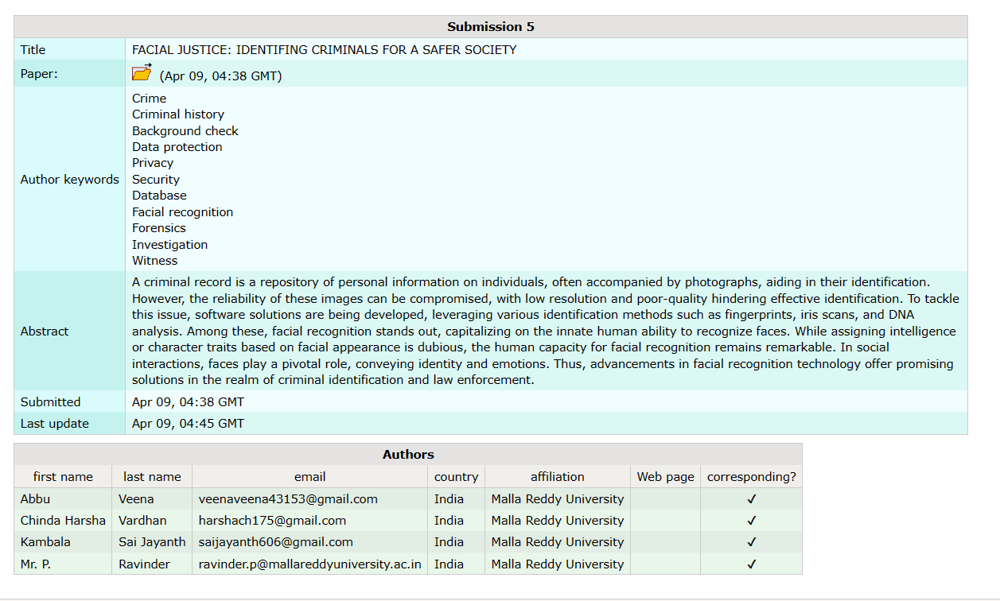 Submission 5
Title FACIAL JUSTICE: IDENTIFING CRIMINALS FOR A SAFER SOCIETY
Paper: (Apr 09, 04:38 GMT)
Author keywords
Crime
Criminal history
Background check
Data protection
Privacy
Security
Database
Facial recognition
Forensics
Investigation
Witness
Abstract
A criminal record is a repository of personal information on individuals, often accompanied by photographs, aiding in their identification.
However, the reliability of these images can be compromised, with low resolution and poor-quality hindering effective identification. To tackle
this issue, software solutions are being developed, leveraging various identification methods such as fingerprints, iris scans, and DNA
analysis. Among these, facial recognition stands out, capitalizing on the innate human ability to recognize faces. While assigning intelligence
or character traits based on facial appearance is dubious, the human capacity for facial recognition remains remarkable. In social
interactions, faces play a pivotal role, conveying identity and emotions. Thus, advancements in facial recognition technology offer promising
solutions in the realm of criminal identification and law enforcement.
Submitted Apr 09, 04:38 GMT
Last update Apr 09, 04:45 GMT
Authors
first name last name email country affiliation Web page corresponding?
Abbu Veena veenaveena43153@gmail.com India Malla Reddy University ✓
Chinda Harsha Vardhan harshach175@gmail.com India Malla Reddy University ✓
Kambala Sai Jayanth saijayanth606@gmail.com India Malla Reddy University ✓
Mr. P. Ravinder ravinder.p@mallareddyuniversity.ac.in India Malla Reddy University ✓